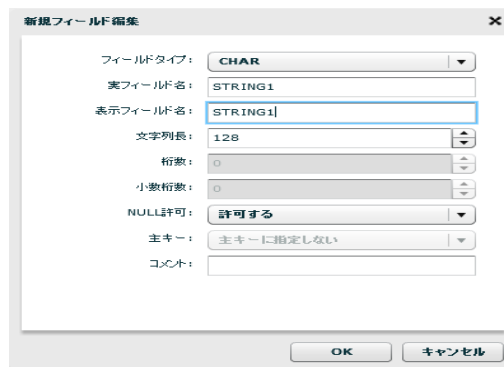 新規フィールド編集
フィールドタイプ： CHAR
実フィールド名： STRING1
表示フィールド名： STRING1
文字列長： 128
桁数： 0
小数桁数： 0
NULL許可： 許可する
主キー： 主キーに指定しない
コメント：
OK キャンセル